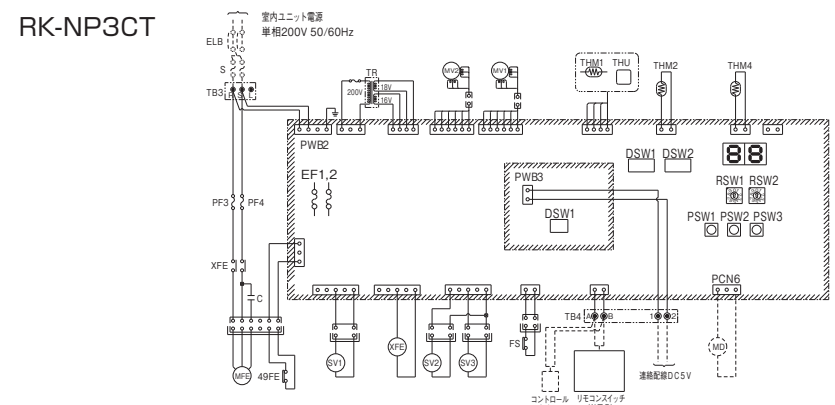 RK-NP3CT
室内ユニット電源
単相200V 50/60Hz
ELB
S
TB3 R S L
TR
200V
18V
16V
MV2
MV1
THM1 THU
THM2
THM4
PWB2
EF1,2
DSW1 DSW2
88
PWB3
DSW1
RSW1 RSW2
PSW1 PSW2 PSW3
PF3 PF4
XFE
C
PCN6
TB4 A B 1 2
MFE
49FE
SV1
XFE
SV2
SV3
FS
MD
連絡配線DC5V
コントロール
リモコンスイッチ